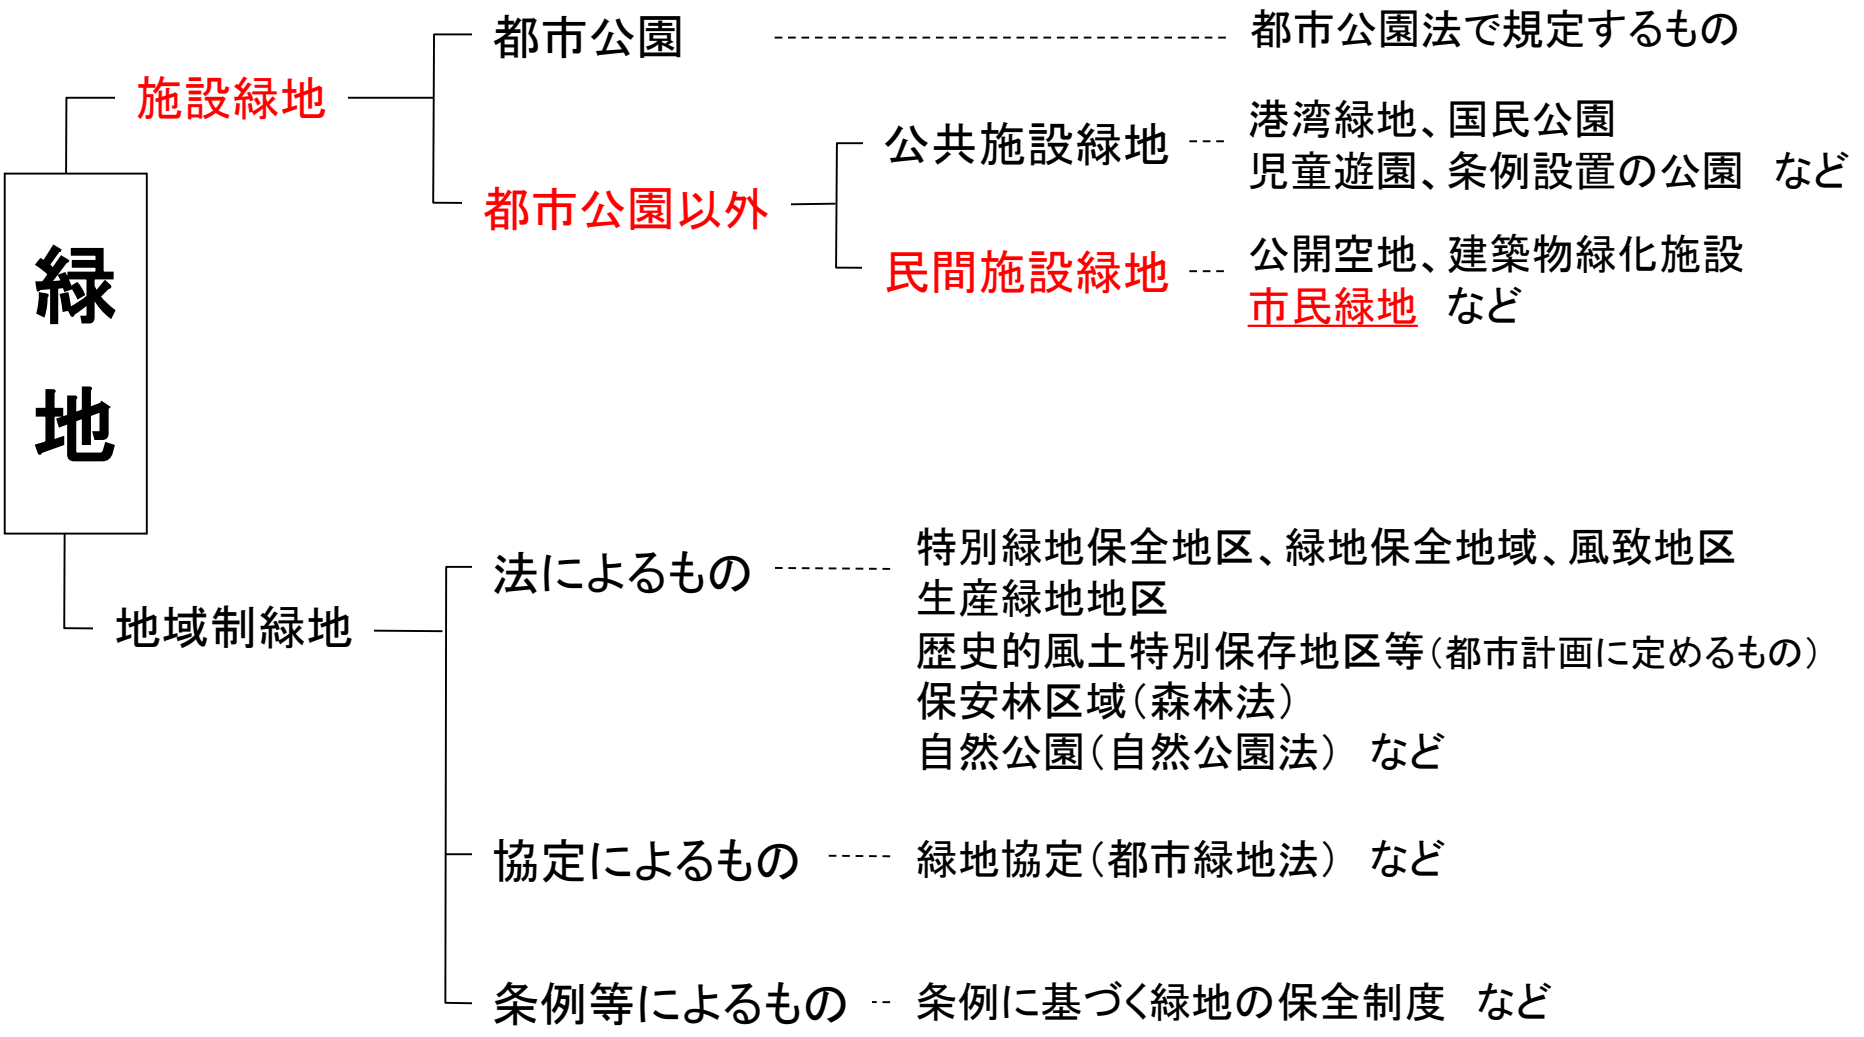 緑地
施設緑地
都市公園
都市公園法で規定するもの
都市公園以外
公共施設緑地
港湾緑地、国民公園
児童遊園、条例設置の公園　など
民間施設緑地
公開空地、建築物緑化施設
市民緑地　など
地域制緑地
法によるもの
特別緑地保全地区、緑地保全地域、風致地区
生産緑地地区
歴史的風土特別保存地区等（都市計画に定めるもの）
保安林区域（森林法）
自然公園（自然公園法）　など
協定によるもの
緑地協定（都市緑地法）　など
条例等によるもの
条例に基づく緑地の保全制度　など